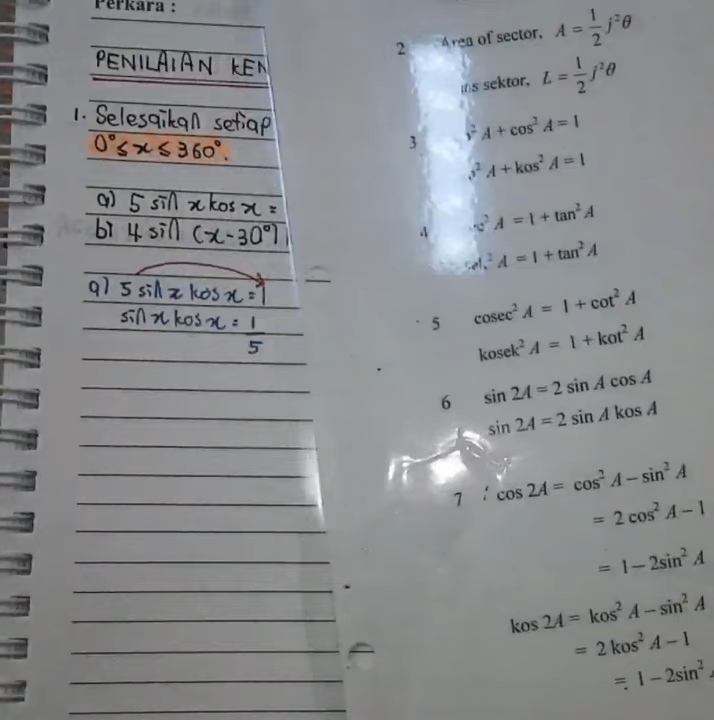 Perkara :
PENILAIAN KEN
1. Selesaikan setiap
0° ≤ x ≤ 360°.
a) 5 sin x kos x =
b) 4 sin (x-30°)
a) 5 sin x kos x = 1
sin x kos x = 1/5
2 Area of sector, A = 1/2 j²θ
sektor, L = 1/2 j²θ
3 A + cos² A = 1
A + kos² A = 1
4 A = 1 + tan² A
A = 1 + tan² A
5 cosec² A = 1 + cot² A
kosek² A = 1 + kot² A
6 sin 2A = 2 sin A cos A
sin 2A = 2 sin A kos A
7 cos 2A = cos² A – sin² A
= 2 cos² A – 1
= 1 – 2sin² A
kos 2A = kos² A – sin² A
= 2 kos² A – 1
= 1 – 2sin²